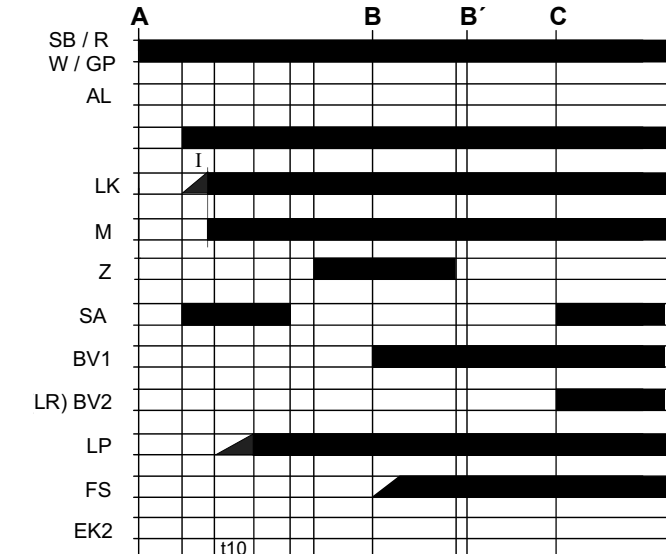 A B B´ C
SB / R
W / GP
AL
I
LK
M
Z
SA
BV1
LR) BV2
LP
FS
EK2
t10